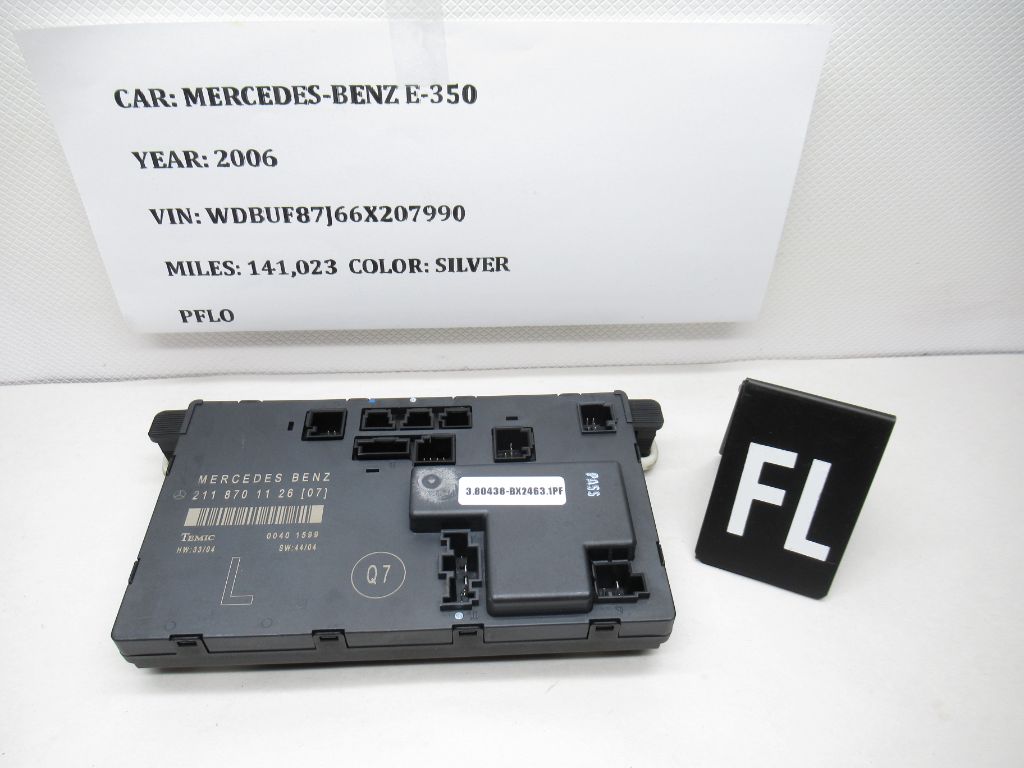 CAR: MERCEDES-BENZ E-350
YEAR: 2006
VIN: WDBUF87J66X207990
MILES: 141,023 COLOR: SILVER
PFLO
MERCEDES BENZ
211 870 11 26 [07]
TEMIC 0040 1599
HW:33/04 SW:44/04
L
Q7
3.80438-BX2463.1PF
PASS
FL